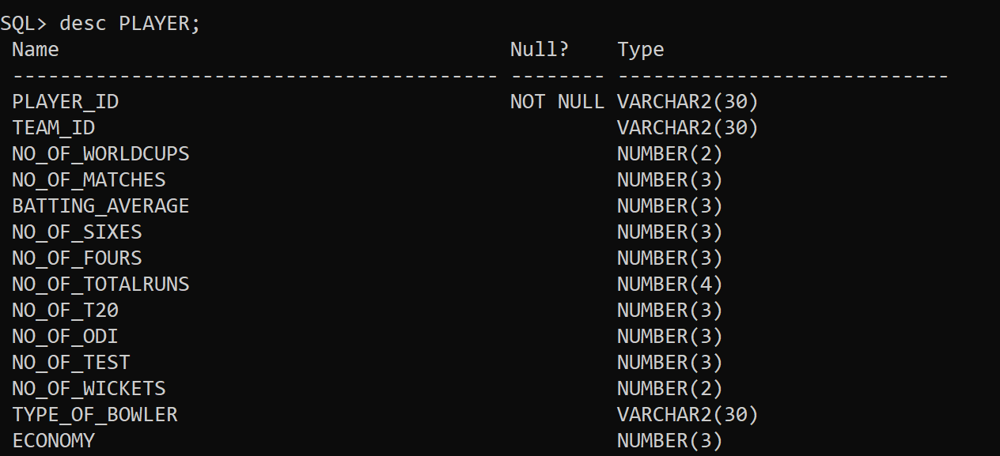 SQL> desc PLAYER;
Name Null? Type
----------------------------------------- -------- ----------------------------
PLAYER_ID NOT NULL VARCHAR2(30)
TEAM_ID VARCHAR2(30)
NO_OF_WORLDCUPS NUMBER(2)
NO_OF_MATCHES NUMBER(3)
BATTING_AVERAGE NUMBER(3)
NO_OF_SIXES NUMBER(3)
NO_OF_FOURS NUMBER(3)
NO_OF_TOTALRUNS NUMBER(4)
NO_OF_T20 NUMBER(3)
NO_OF_ODI NUMBER(3)
NO_OF_TEST NUMBER(3)
NO_OF_WICKETS NUMBER(2)
TYPE_OF_BOWLER VARCHAR2(30)
ECONOMY NUMBER(3)